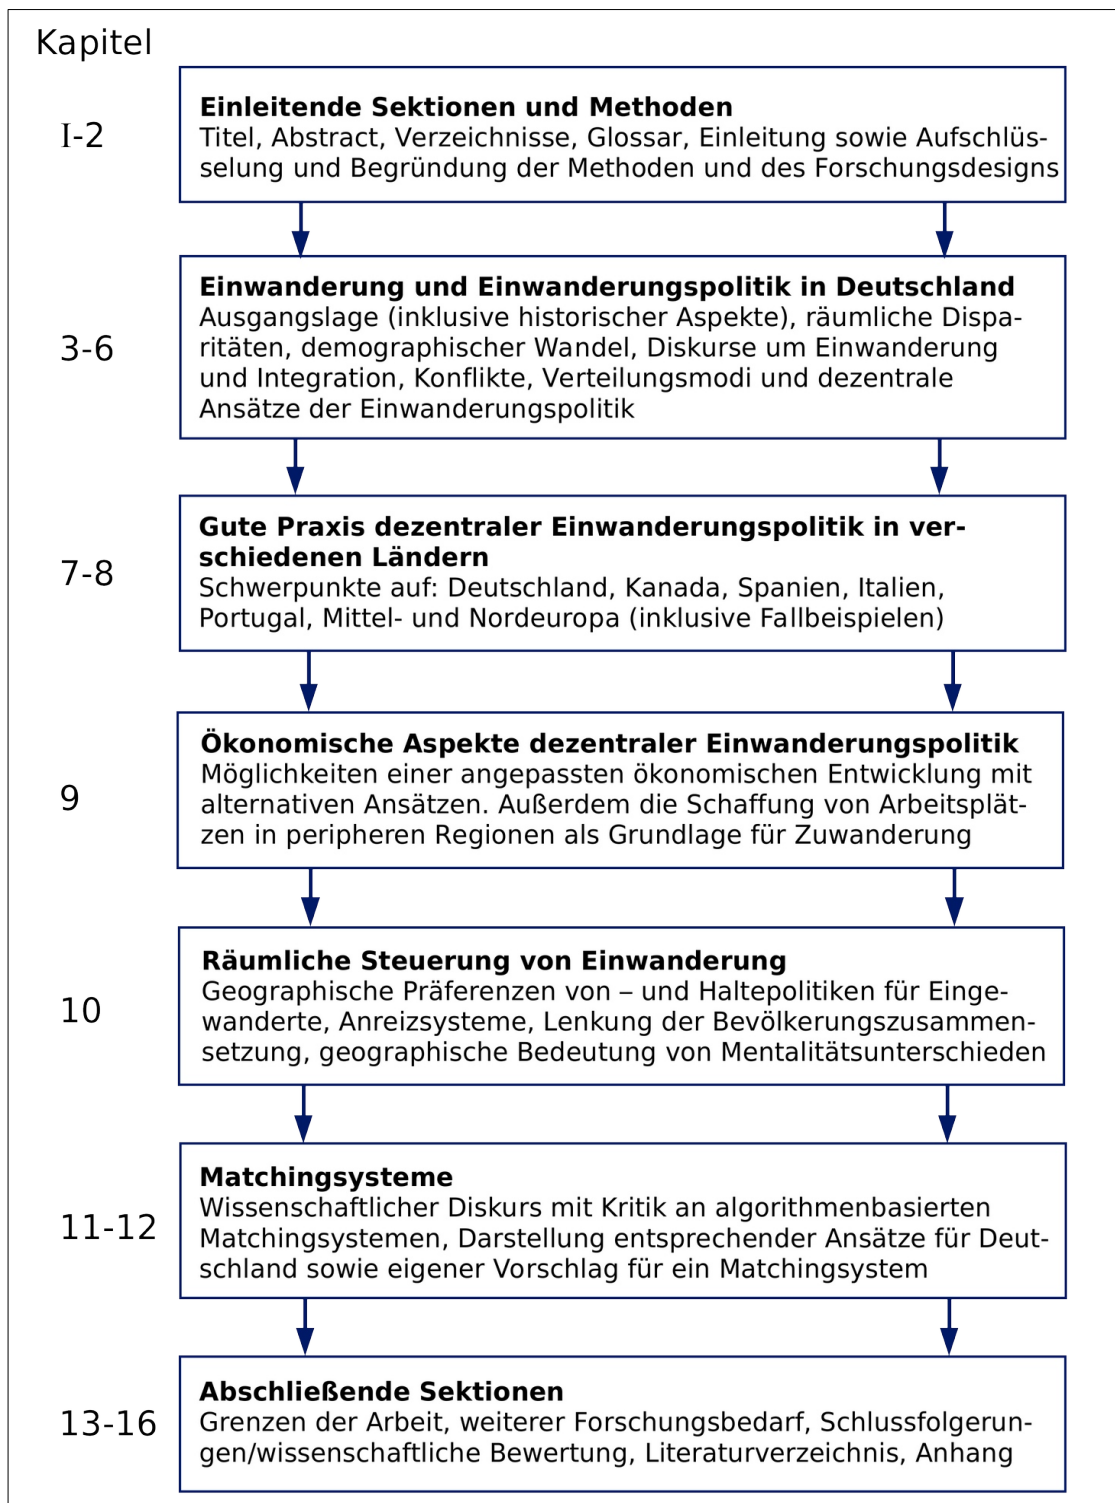 Kapitel
I-2
Einleitende Sektionen und Methoden
Titel, Abstract, Verzeichnisse, Glossar, Einleitung sowie Aufschlüs-
selung und Begründung der Methoden und des Forschungsdesigns
3-6
Einwanderung und Einwanderungspolitik in Deutschland
Ausgangslage (inklusive historischer Aspekte), räumliche Dispa-
ritäten, demographischer Wandel, Diskurse um Einwanderung
und Integration, Konflikte, Verteilungsmodi und dezentrale
Ansätze der Einwanderungspolitik
7-8
Gute Praxis dezentraler Einwanderungspolitik in ver-
schiedenen Ländern
Schwerpunkte auf: Deutschland, Kanada, Spanien, Italien,
Portugal, Mittel- und Nordeuropa (inklusive Fallbeispielen)
9
Ökonomische Aspekte dezentraler Einwanderungspolitik
Möglichkeiten einer angepassten ökonomischen Entwicklung mit
alternativen Ansätzen. Außerdem die Schaffung von Arbeitsplät-
zen in peripheren Regionen als Grundlage für Zuwanderung
10
Räumliche Steuerung von Einwanderung
Geographische Präferenzen von – und Haltepolitiken für Einge-
wanderte, Anreizsysteme, Lenkung der Bevölkerungszusammen-
setzung, geographische Bedeutung von Mentalitätsunterschieden
11-12
Matchingsysteme
Wissenschaftlicher Diskurs mit Kritik an algorithmenbasierten
Matchingsystemen, Darstellung entsprechender Ansätze für Deut-
schland sowie eigener Vorschlag für ein Matchingsystem
13-16
Abschließende Sektionen
Grenzen der Arbeit, weiterer Forschungsbedarf, Schlussfolgerun-
gen/wissenschaftliche Bewertung, Literaturverzeichnis, Anhang